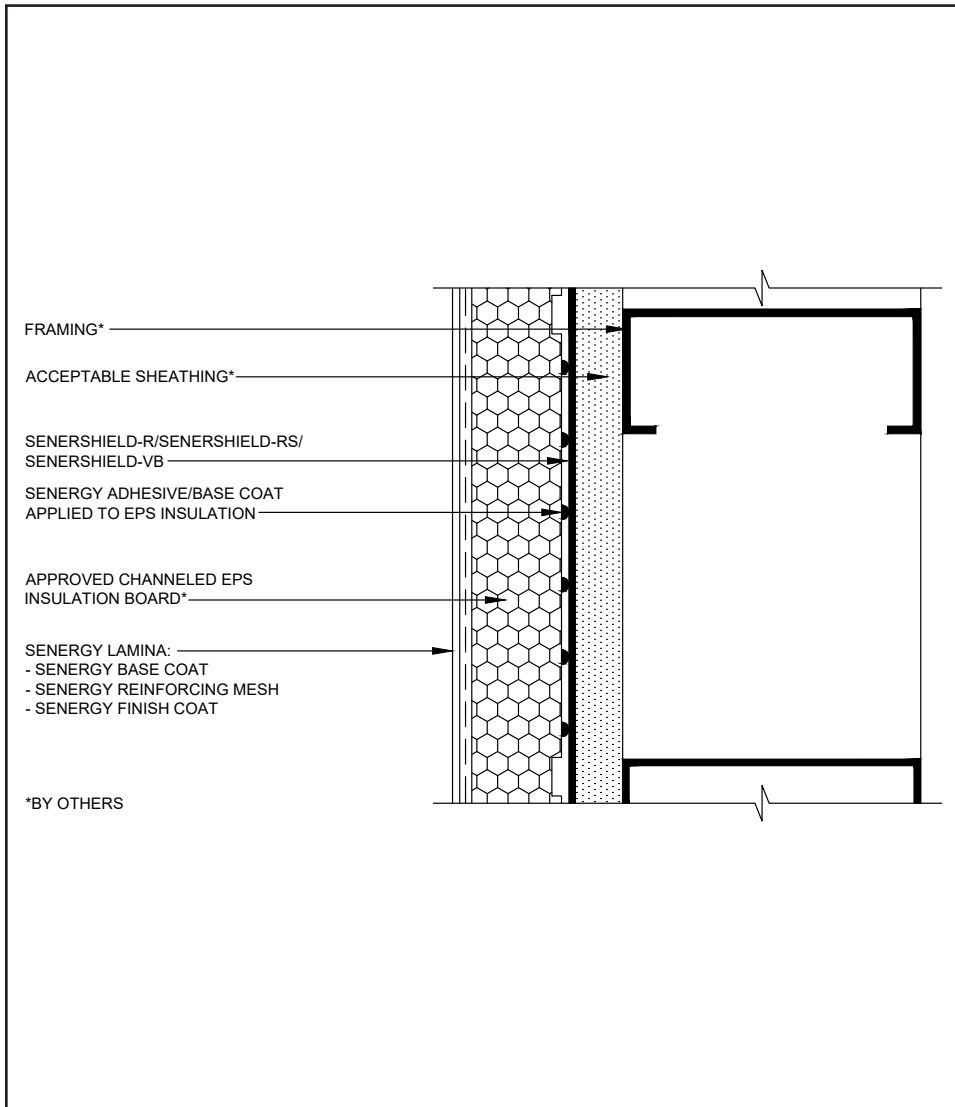 FRAMING*
ACCEPTABLE SHEATHING*
SENERSHIELD-R/SENERSHIELD-RS/
SENERSHIELD-VB
SENERGY ADHESIVE/BASE COAT
APPLIED TO EPS INSULATION
APPROVED CHANNELED EPS
INSULATION BOARD*
SENERGY LAMINA:
- SENERGY BASE COAT
- SENERGY REINFORCING MESH
- SENERGY FINISH COAT
*BY OTHERS